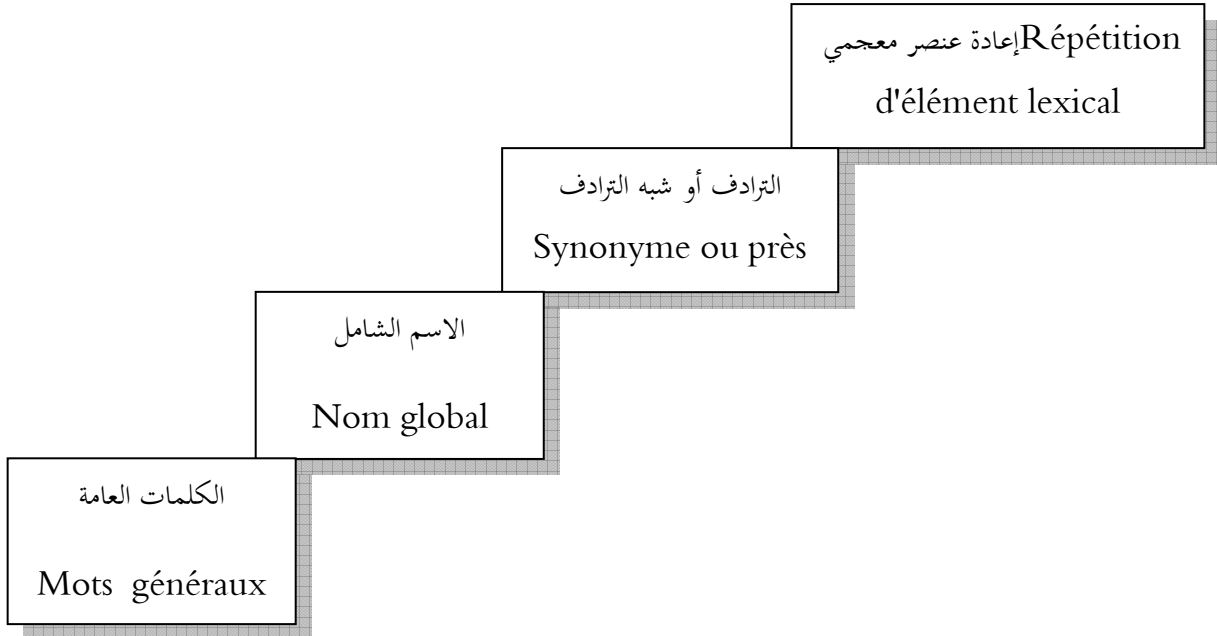 إعادة عنصر معجمي Répétition
d'élément lexical
الترادف أو شبه الترادف
Synonyme ou près
الاسم الشامل
Nom global
الكلمات العامة
Mots généraux